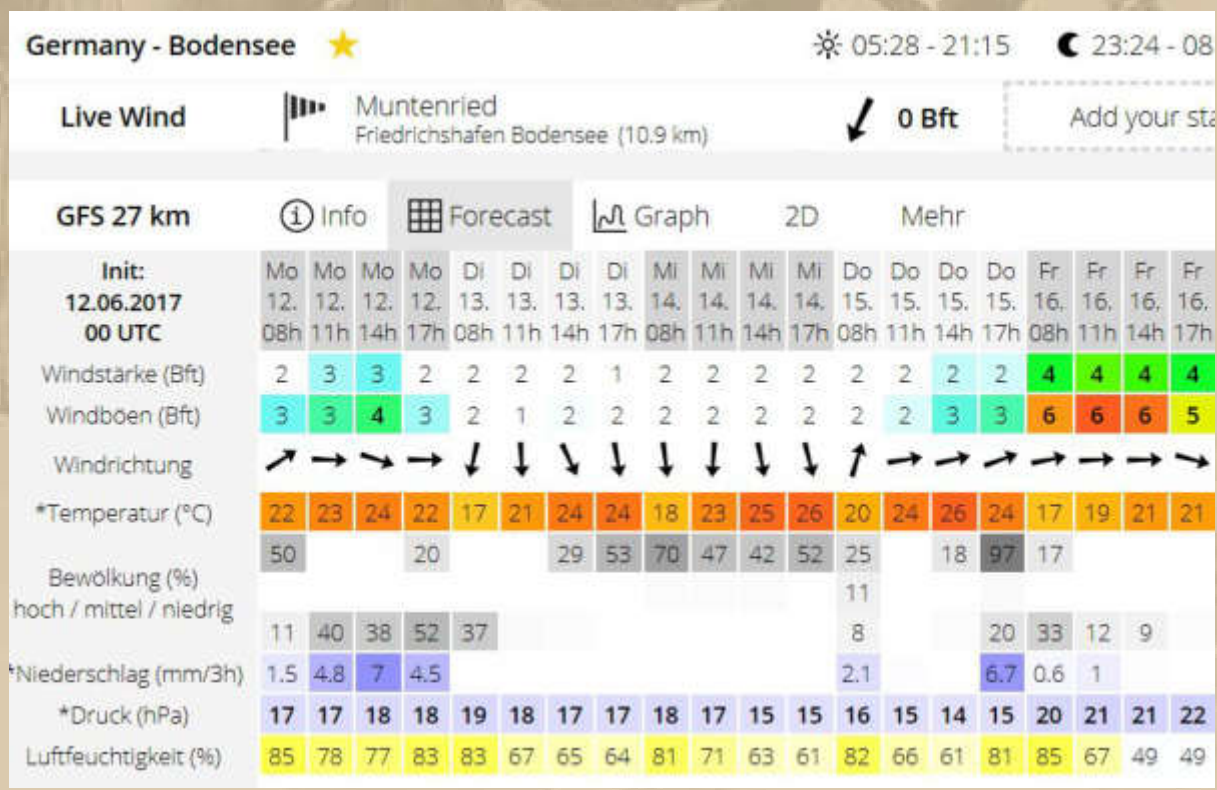 Germany - Bodensee 05:28 - 21:15 23:24 - 08
Live Wind Muntenried 0 Bft Add your sta
Friedrichshafen Bodensee (10.9 km)
GFS 27 km Info Forecast Graph 2D Mehr
Init: Mo Mo Mo Mo Di Di Di Di Mi Mi Mi Mi Do Do Do Do Fr Fr Fr Fr
12.06.2017 12. 12. 12. 12. 13. 13. 13. 13. 14. 14. 14. 14. 15. 15. 15. 15. 16. 16. 16. 16.
00 UTC 08h 11h 14h 17h 08h 11h 14h 17h 08h 11h 14h 17h 08h 11h 14h 17h 08h 11h 14h 17h
Windstärke (Bft) 2 3 3 2 2 2 2 1 2 2 2 2 2 2 2 2 4 4 4 4
Windböen (Bft) 3 3 4 3 2 1 2 2 2 2 2 2 2 2 3 3 6 6 6 5
Windrichtung
*Temperatur (°C) 22 23 24 22 17 21 24 24 18 23 25 26 20 24 26 24 17 19 21 21
50 20 29 53 70 47 42 52 25 18 97 17
Bewölkung (%)
11
hoch / mittel / niedrig
11 40 38 52 37 8 20 33 12 9
*Niederschlag (mm/3h) 1.5 4.8 7 4.5 2.1 6.7 0.6 1
*Druck (hPa) 17 17 18 18 19 18 17 17 18 17 15 15 16 15 14 15 20 21 21 22
Luftfeuchtigkeit (%) 85 78 77 83 83 67 65 64 81 71 63 61 82 66 61 81 85 67 49 49